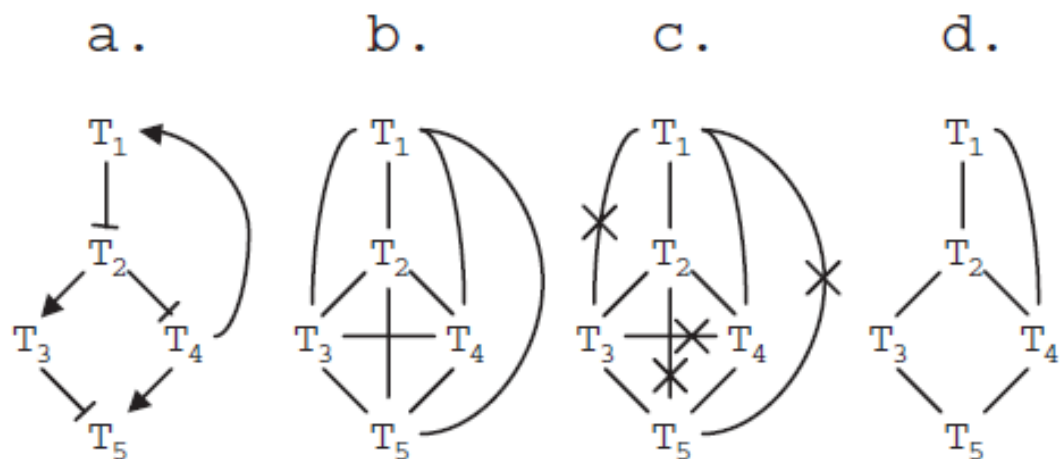 a. b. c. d.
T₁ T₁ T₁ T₁
T₂ T₂ T₂ T₂
T₃ T₄ T₃ T₄ T₃ T₄ T₃ T₄
T₅ T₅ T₅ T₅